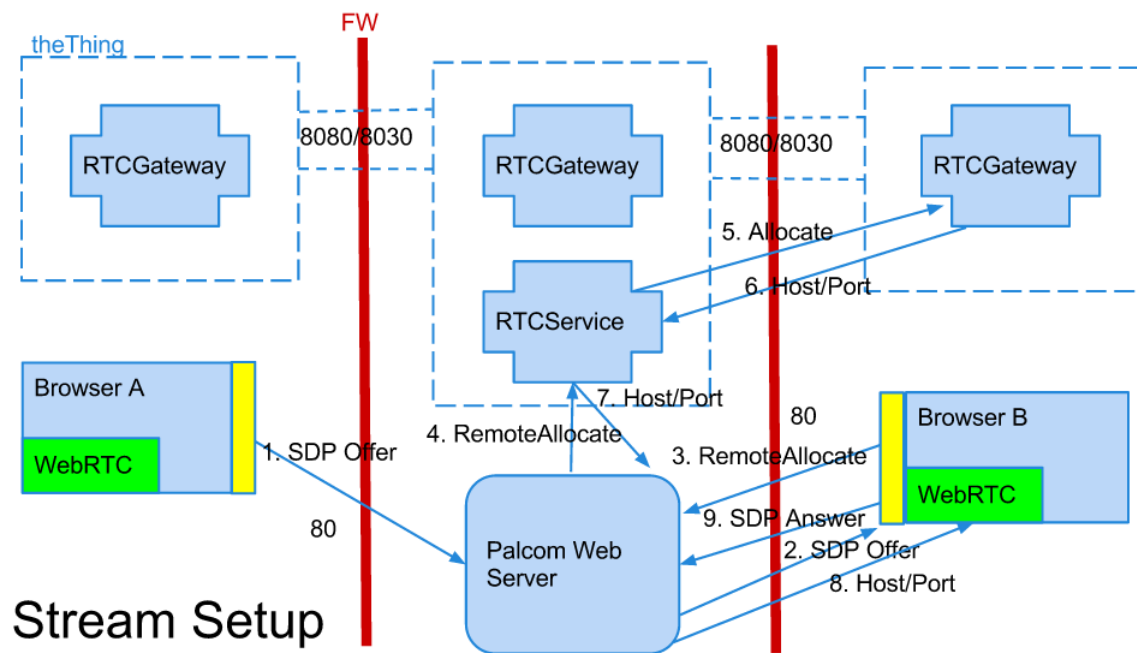 FW
theThing
RTCGateway
8080/8030
RTCGateway
8080/8030
RTCGateway
5. Allocate
6. Host/Port
RTCService
Browser A
WebRTC
1. SDP Offer
80
7. Host/Port
4. RemoteAllocate
80
3. RemoteAllocate
Browser B
WebRTC
9. SDP Answer
2. SDP Offer
8. Host/Port
Palcom Web
Server
Stream Setup